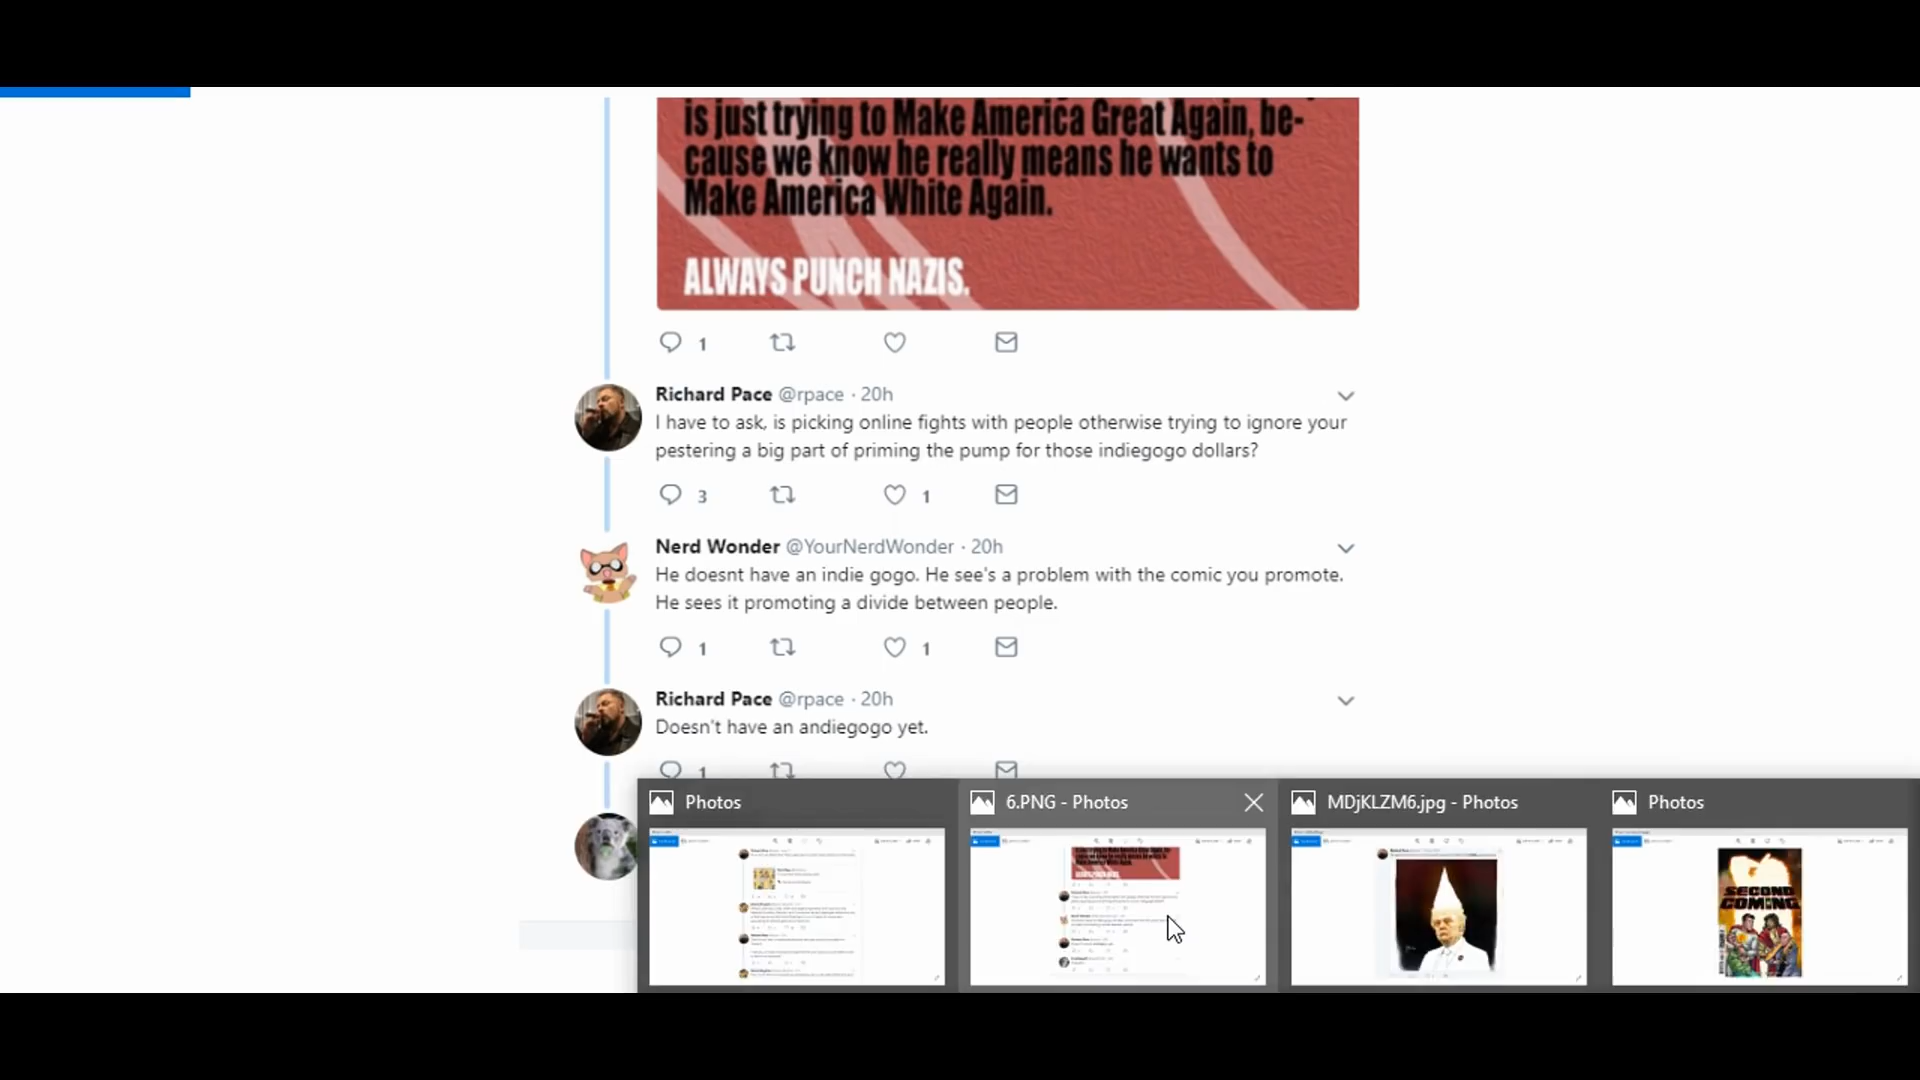 is just trying to Make America Great Again, be-
cause we know he really means he wants to
Make America White Again.
ALWAYS PUNCH NAZIS.
1
Richard Pace @rpace · 20h
I have to ask, is picking online fights with people otherwise trying to ignore your
pestering a big part of priming the pump for those indiegogo dollars?
3 1
Nerd Wonder @YourNerdWonder · 20h
He doesnt have an indie gogo. He see's a problem with the comic you promote.
He sees it promoting a divide between people.
1 1
Richard Pace @rpace · 20h
Doesn't have an andiegogo yet.
1
Photos
6.PNG - Photos
MDjKLZM6.jpg - Photos
Photos
ALWAYS PUNCH NAZIS.
SECOND
COMING